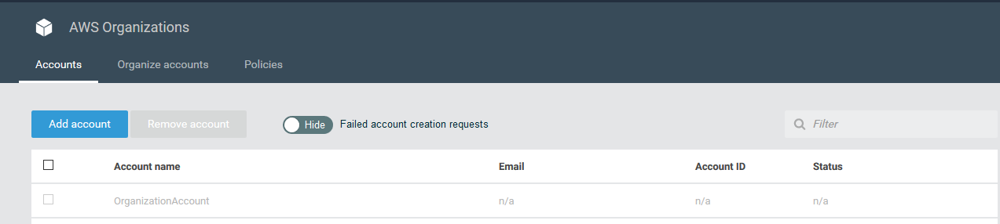 AWS Organizations
Accounts Organize accounts Policies
Add account Remove account Hide Failed account creation requests Filter
Account name Email Account ID Status
OrganizationAccount n/a n/a n/a